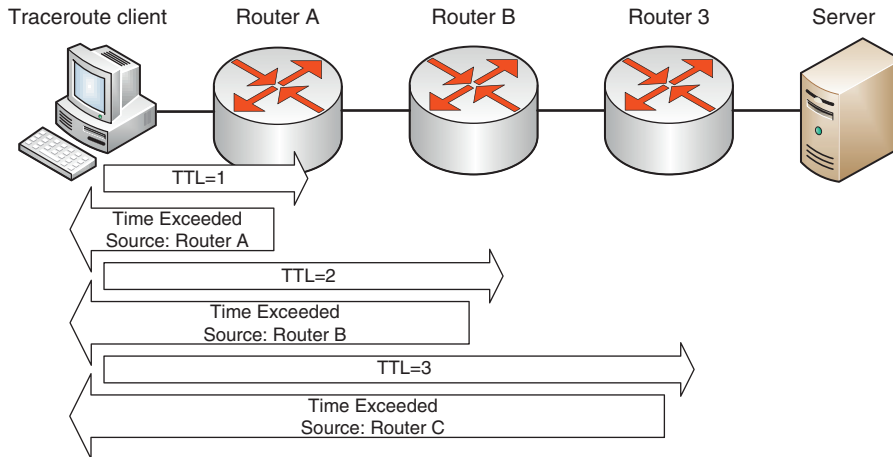 Traceroute client
Router A
Router B
Router 3
Server
TTL=1
Time Exceeded
Source: Router A
TTL=2
Time Exceeded
Source: Router B
TTL=3
Time Exceeded
Source: Router C